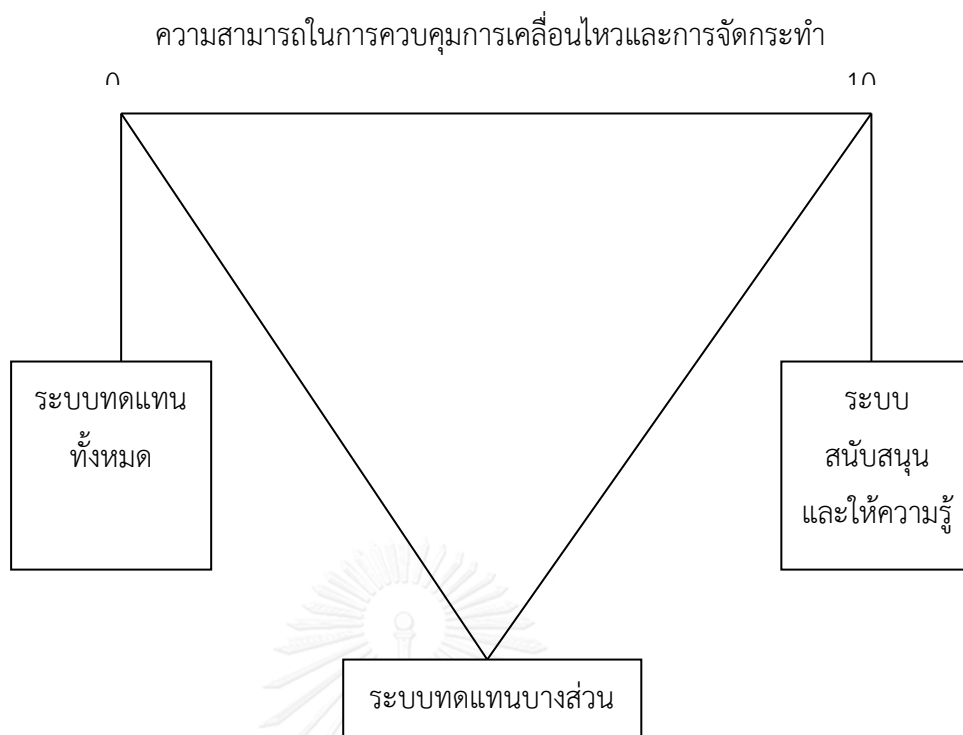 ความสามารถในการควบคุมการเคลื่อนไหวและการจัดกระทำ
0 10
ระบบทดแทน
ทั้งหมด
ระบบ
สนับสนุน
และให้ความรู้
ระบบทดแทนบางส่วน